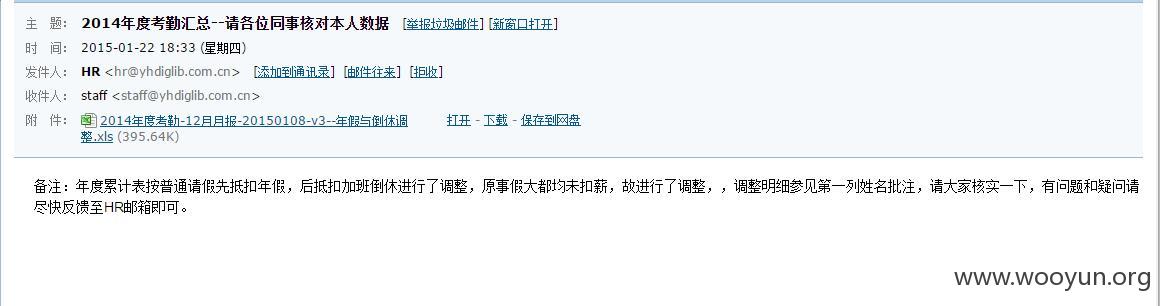 主 题： 2014年度考勤汇总--请各位同事核对本人数据 [举报垃圾邮件] [新窗口打开]
时 间： 2015-01-22 18:33 (星期四)
发件人： HR <hr@yhdiglib.com.cn> [添加到通讯录] [邮件往来] [拒收]
收件人： staff <staff@yhdiglib.com.cn>
附 件： 2014年度考勤-12月月报-20150108-v3--年假与倒休调 打开 - 下载 - 保存到网盘
整.xls (395.64K)
备注：年度累计表按普通请假先抵扣年假，后抵扣加班倒休进行了调整，原事假大都均未扣薪，故进行了调整，，调整明细参见第一列姓名批注，请大家核实一下，有问题和疑问请
尽快反馈至HR邮箱即可。
www.wooyun.org